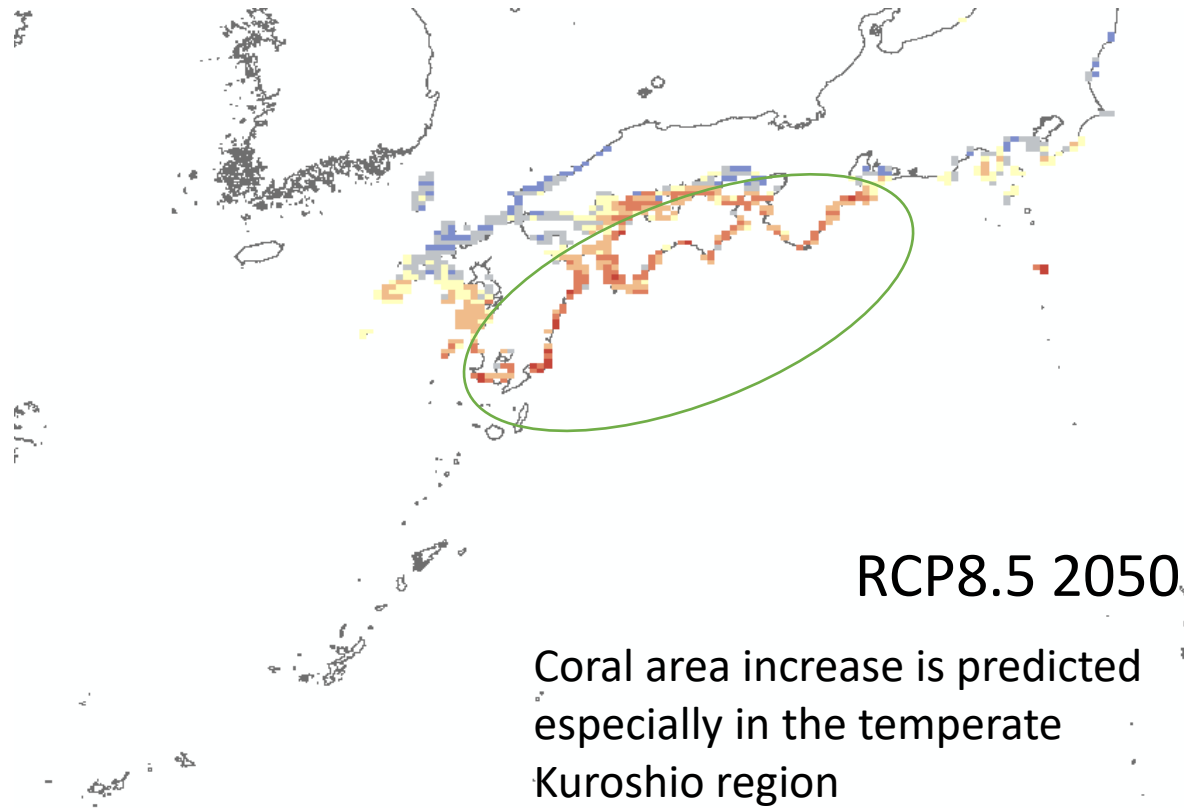 RCP8.5 2050
Coral area increase is predicted
especially in the temperate
Kuroshio region